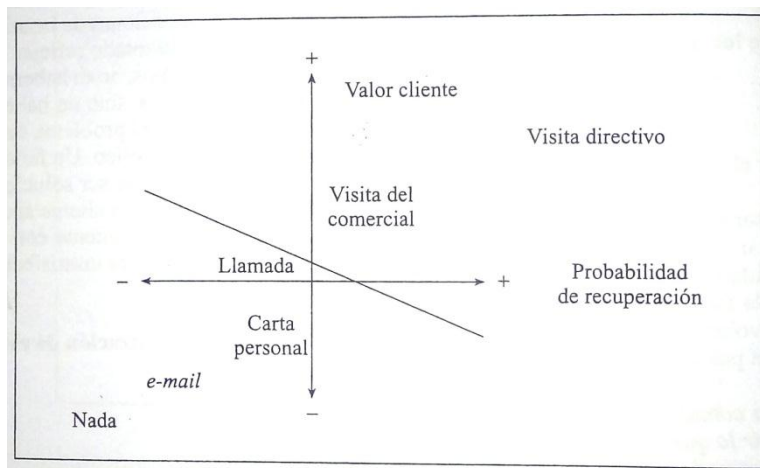 +
Valor cliente
Visita directivo
Visita del
comercial
Llamada
-
+
Probabilidad
de recuperación
Carta
personal
e-mail
-
Nada